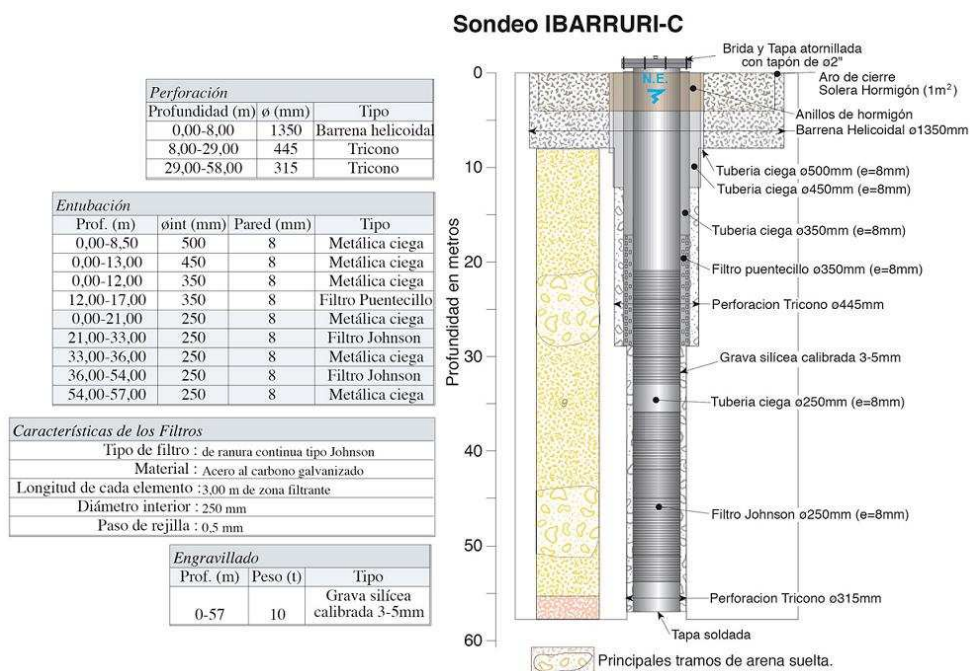 Sondeo IBARRURI-C
Perforación
Profundidad (m) ø (mm) Tipo
0,00-8,00 1350 Barrena helicoidal
8,00-29,00 445 Tricono
29,00-58,00 315 Tricono
Entubación
Prof. (m) øint (mm) Pared (mm) Tipo
0,00-8,50 500 8 Metálica ciega
0,00-13,00 450 8 Metálica ciega
0,00-12,00 350 8 Metálica ciega
12,00-17,00 350 8 Filtro Puentecillo
0,00-21,00 250 8 Metálica ciega
21,00-33,00 250 8 Filtro Johnson
33,00-36,00 250 8 Metálica ciega
36,00-54,00 250 8 Filtro Johnson
54,00-57,00 250 8 Metálica ciega
Características de los Filtros
Tipo de filtro : de ranura continua tipo Johnson
Material : Acero al carbono galvanizado
Longitud de cada elemento : 3,00 m de zona filtrante
Diámetro interior : 250 mm
Paso de rejilla : 0,5 mm
Engravillado
Prof. (m) Peso (t) Tipo
0-57 10 Grava silícea
calibrada 3-5mm
Profundidad en metros
0
10
20
30
40
50
60
N.E.
Brida y Tapa atornillada
con tapón de ø2"
Aro de cierre
Solera Hormigón (1m²)
Anillos de hormigón
Barrena Helicoidal ø1350mm
Tuberia ciega ø500mm (e=8mm)
Tuberia ciega ø450mm (e=8mm)
Tuberia ciega ø350mm (e=8mm)
Filtro puentecillo ø350mm (e=8mm)
Perforacion Tricono ø445mm
Grava silícea calibrada 3-5mm
Tuberia ciega ø250mm (e=8mm)
Filtro Johnson ø250mm (e=8mm)
Perforacion Tricono ø315mm
Tapa soldada
Principales tramos de arena suelta.